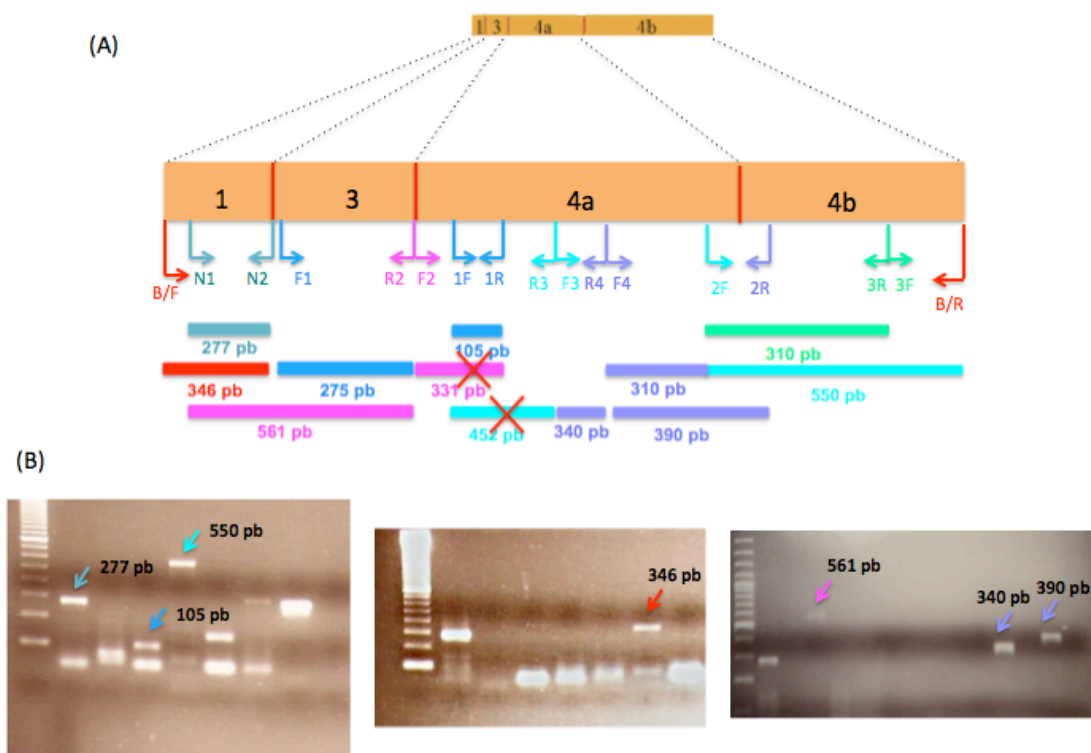 (A)
1 3 4a 4b
1 3 4a 4b
B/F N1 N2 F1 R2 F2 1F 1R R3 F3 R4 F4 2F 2R 3R 3F B/R
277 pb 105 pb 310 pb
346 pb 275 pb 331 pb 310 pb 550 pb
561 pb 452 pb 340 pb 390 pb
(B)
550 pb
277 pb
105 pb
346 pb
561 pb
340 pb
390 pb